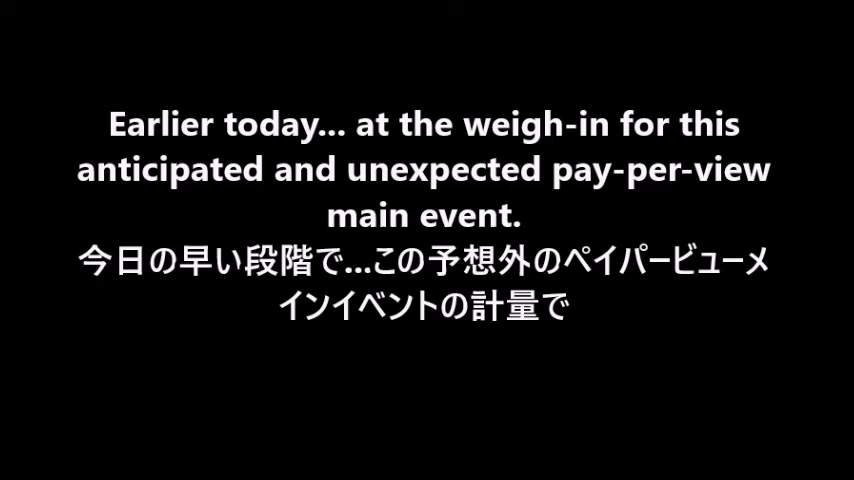 Earlier today... at the weigh-in for this
anticipated and unexpected pay-per-view
main event.
今日の早い段階で...この予想外のペイパービューメ
インイベントの計量で